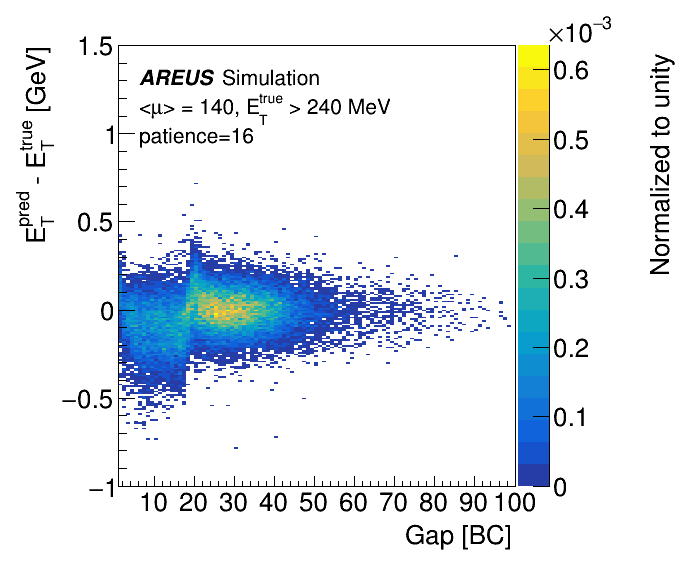 ×10⁻³
AREUS Simulation
<μ> = 140, E_T^true > 240 MeV
patience=16
E_T^pred - E_T^true [GeV]
1.5
1
0.5
0
−0.5
−1
10 20 30 40 50 60 70 80 90 100
Gap [BC]
0.6
0.5
0.4
0.3
0.2
0.1
0
Normalized to unity